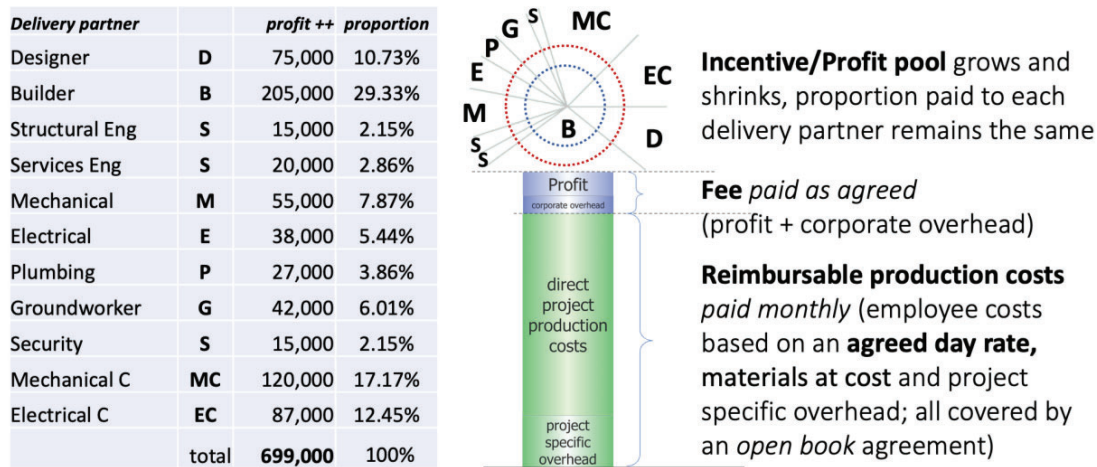 Delivery partner profit ++ proportion
Designer D 75,000 10.73%
Builder B 205,000 29.33%
Structural Eng S 15,000 2.15%
Services Eng S 20,000 2.86%
Mechanical M 55,000 7.87%
Electrical E 38,000 5.44%
Plumbing P 27,000 3.86%
Groundworker G 42,000 6.01%
Security S 15,000 2.15%
Mechanical C MC 120,000 17.17%
Electrical C EC 87,000 12.45%
total 699,000 100%
S
G
MC
P
E
EC
M
B
D
S
S
Profit
corporate overhead
direct
project
production
costs
project
specific
overhead
Incentive/Profit pool grows and
shrinks, proportion paid to each
delivery partner remains the same
Fee paid as agreed
(profit + corporate overhead)
Reimbursable production costs
paid monthly (employee costs
based on an agreed day rate,
materials at cost and project
specific overhead; all covered by
an open book agreement)